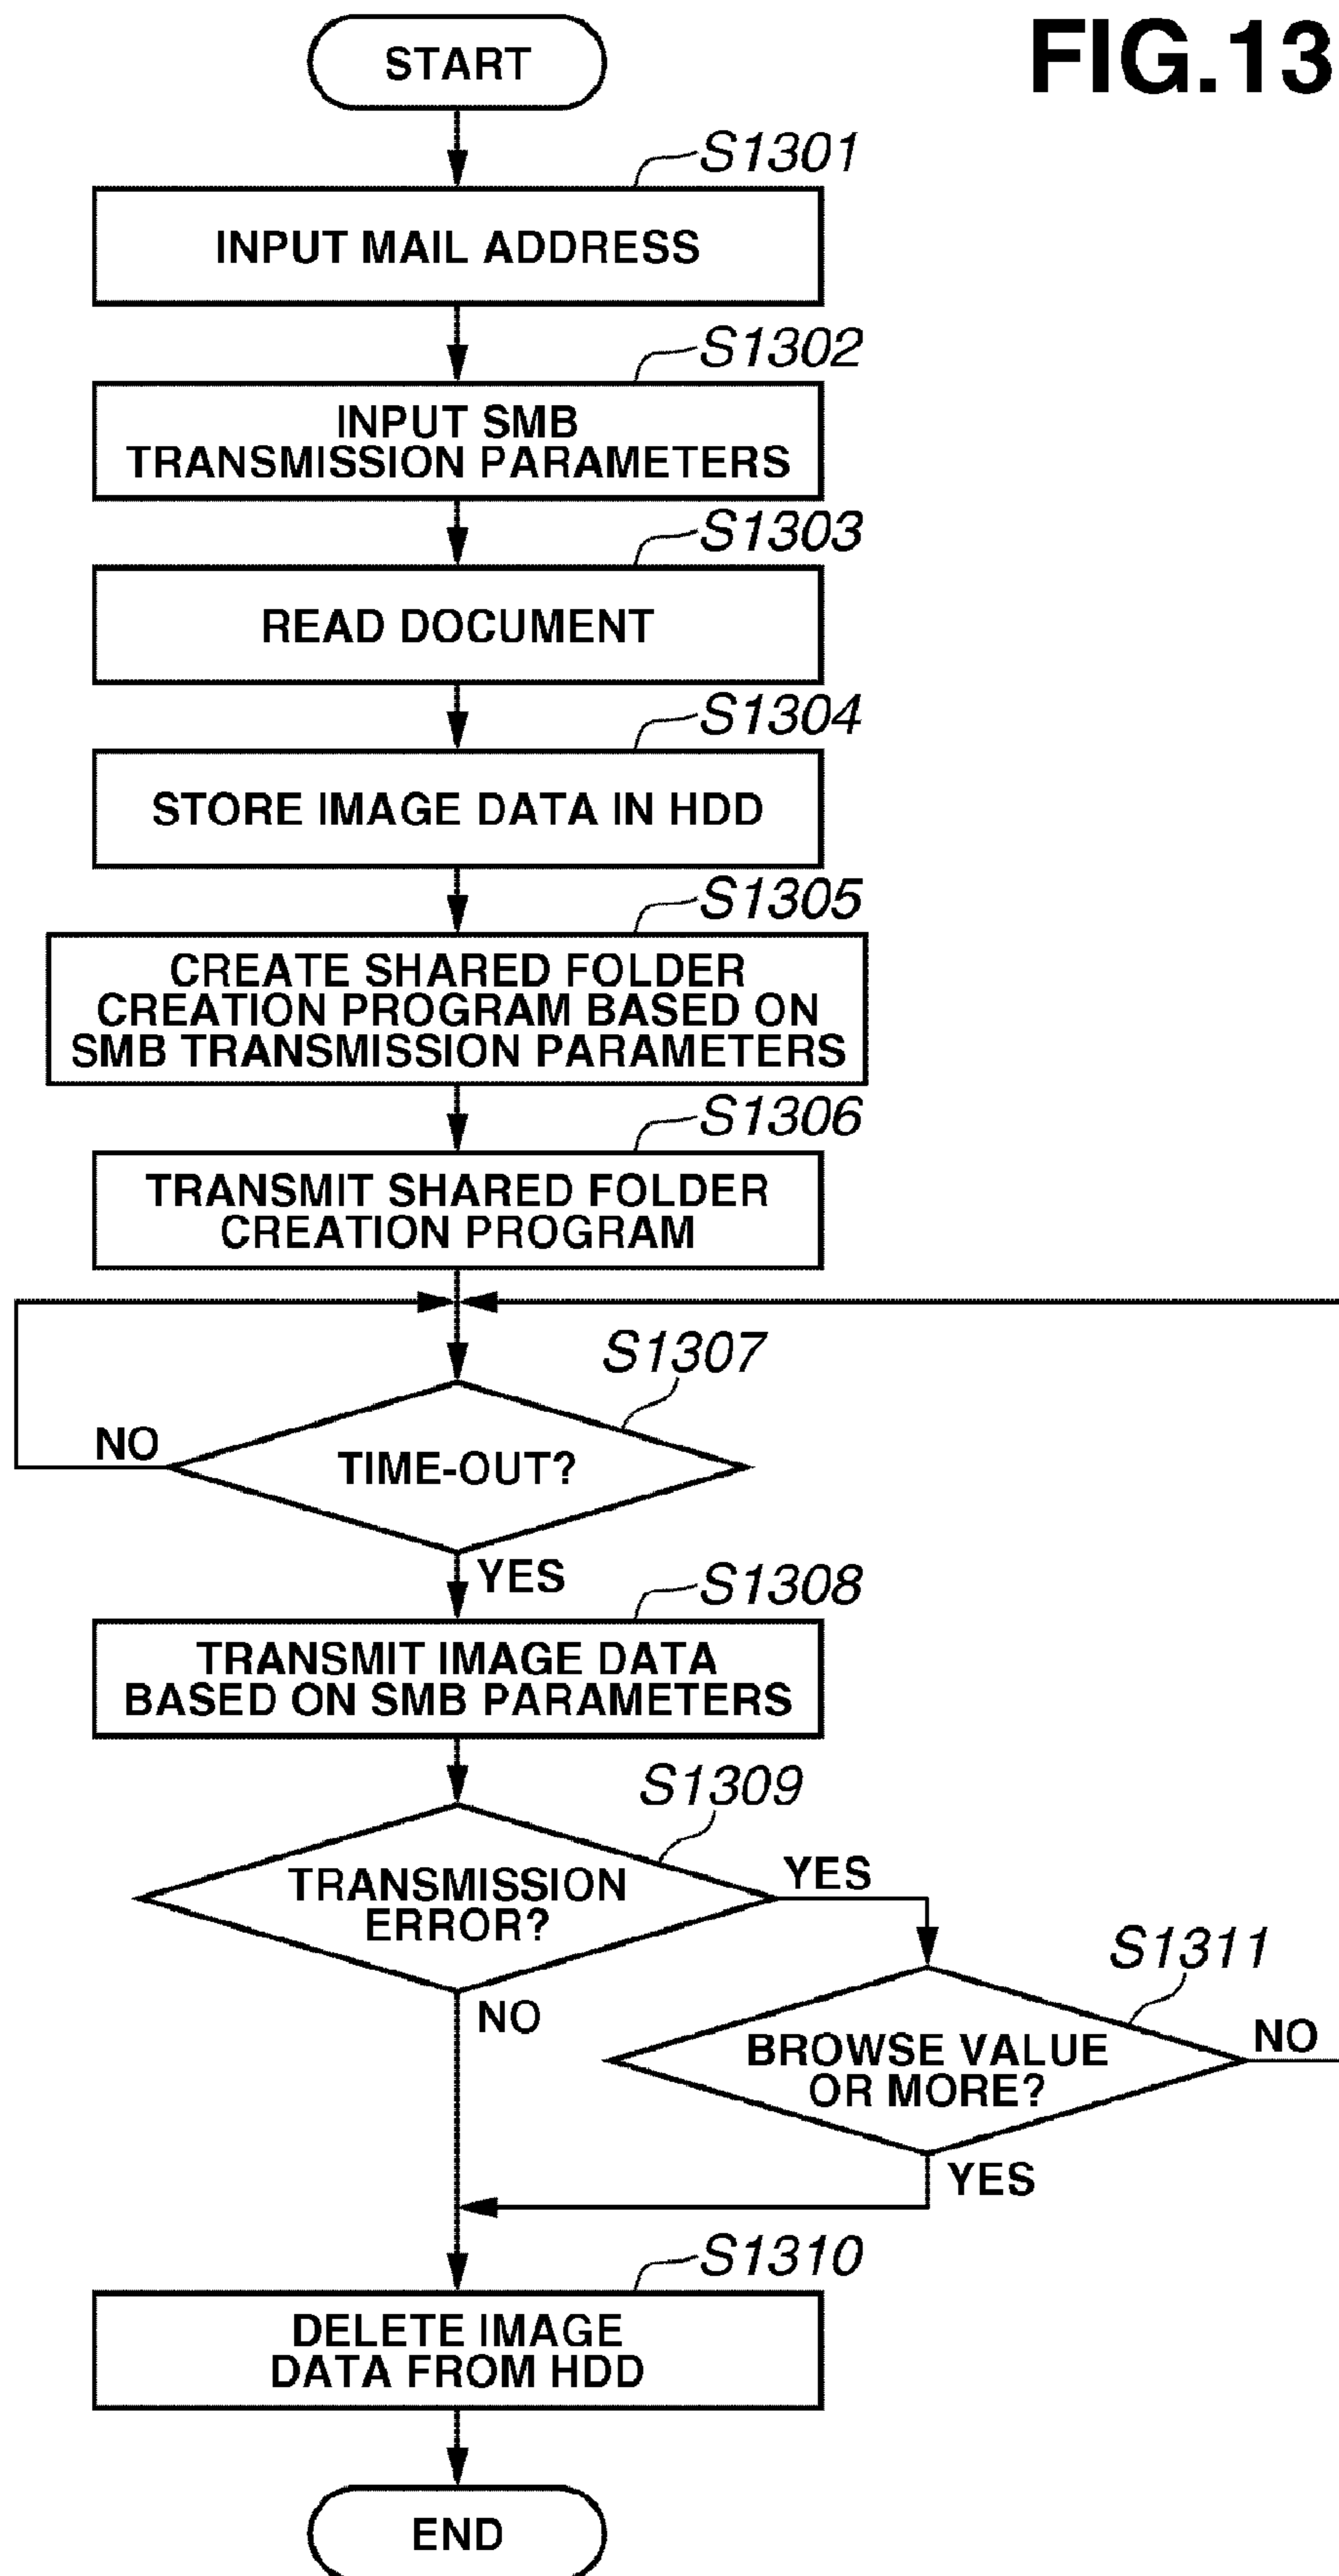 FIG.13
START
S1301
INPUT MAIL ADDRESS
S1302
INPUT SMB
TRANSMISSION PARAMETERS
S1303
READ DOCUMENT
S1304
STORE IMAGE DATA IN HDD
S1305
CREATE SHARED FOLDER
CREATION PROGRAM BASED ON
SMB TRANSMISSION PARAMETERS
S1306
TRANSMIT SHARED FOLDER
CREATION PROGRAM
S1307
NO
TIME-OUT?
YES
S1308
TRANSMIT IMAGE DATA
BASED ON SMB PARAMETERS
S1309
TRANSMISSION
ERROR?
YES
NO
S1311
BROWSE VALUE
OR MORE?
NO
YES
S1310
DELETE IMAGE
DATA FROM HDD
END